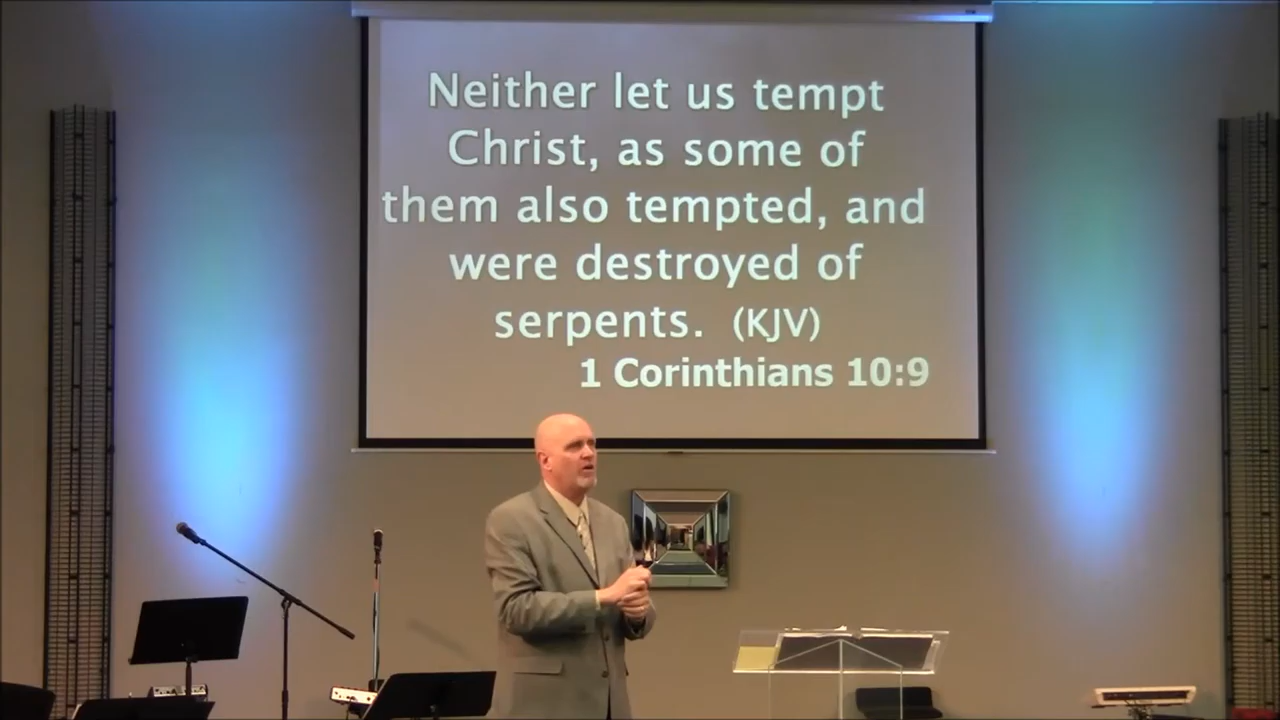 Neither let us tempt
Christ, as some of
them also tempted, and
were destroyed of
serpents. (KJV)
1 Corinthians 10:9